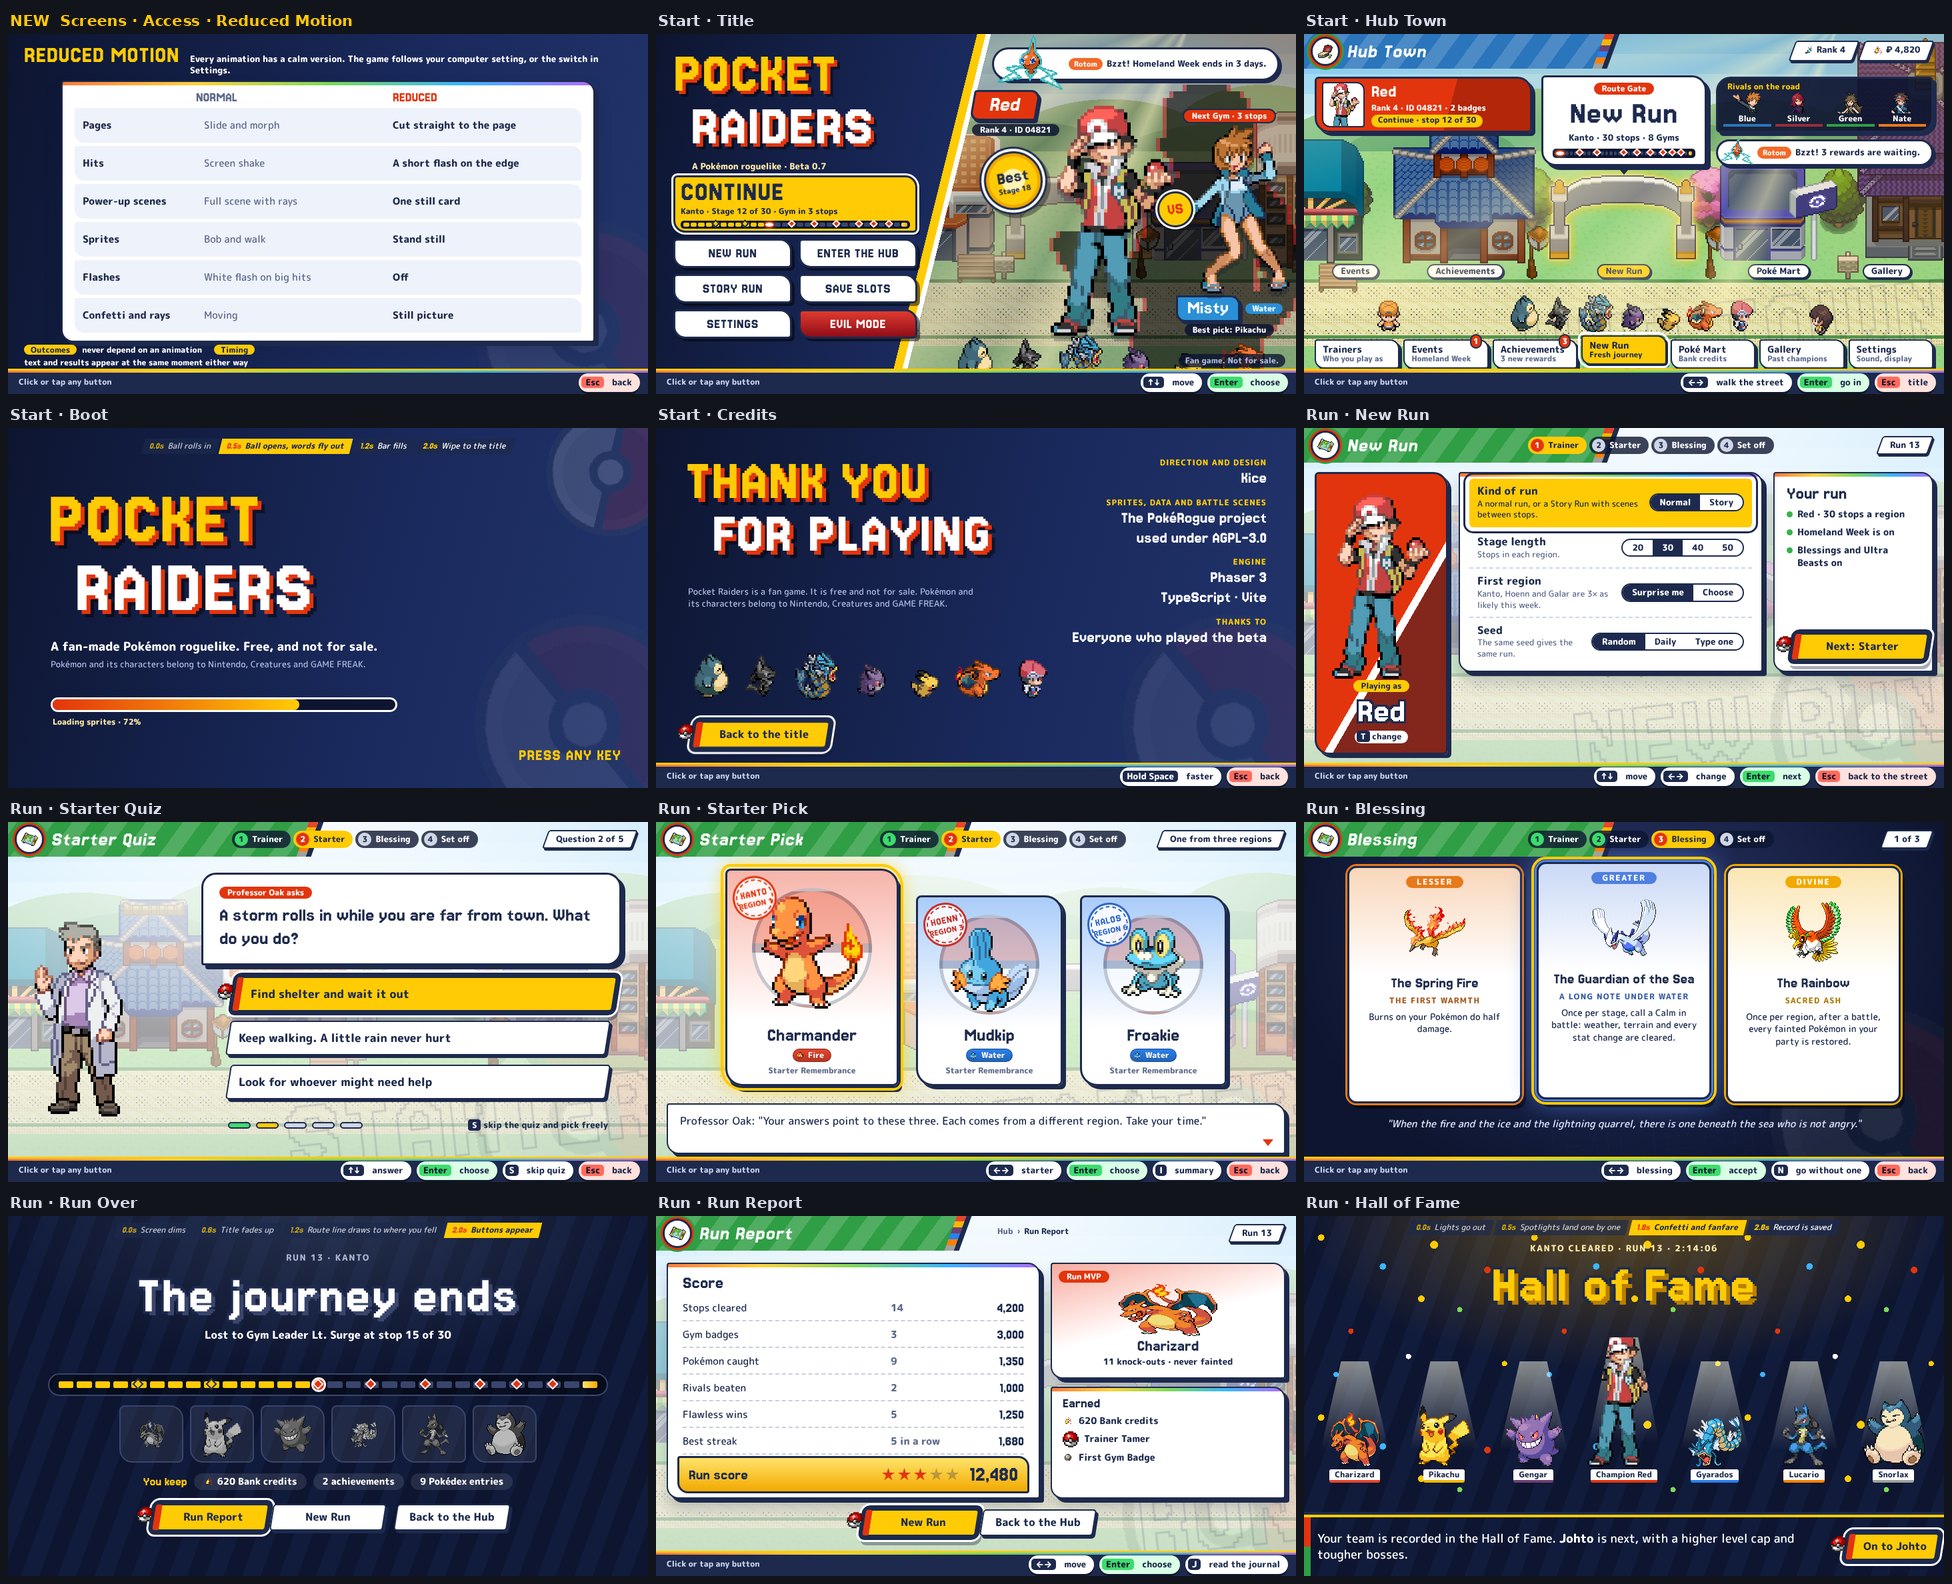 NEW Screens · Access · Reduced Motion
REDUCED MOTION
Every animation has a calm version. The game follows your computer setting, or the switch in
Settings.
NORMAL REDUCED
Pages Slide and morph Cut straight to the page
Hits Screen shake A short flash on the edge
Power-up scenes Full scene with rays One still card
Sprites Bob and walk Stand still
Flashes White flash on big hits Off
Confetti and rays Moving Still picture
Outcomes never depend on an animation Timing
text and results appear at the same moment either way
Click or tap any button Esc back
Start · Title
POCKET
RAIDERS
A Pokémon roguelike · Beta 0.7
CONTINUE
Kanto · Stage 12 of 30 · Gym in 3 stops
NEW RUN ENTER THE HUB
STORY RUN SAVE SLOTS
SETTINGS EVIL MODE
Rotom Bzzt! Homeland Week ends in 3 days.
Red
Rank 4 · ID 04821
Next Gym · 3 stops
Best
Stage 18
VS
Misty Water
Best pick: Pikachu
Fan game. Not for sale.
Click or tap any button ↑↓ move Enter choose
Start · Hub Town
Hub Town
Rank 4 ₽ 4,820
Red
Rank 4 · ID 04821 · 2 badges
Continue · stop 12 of 30
Route Gate
New Run
Kanto · 30 stops · 8 Gyms
Rivals on the road
Blue Silver Green Nate
Rotom Bzzt! 3 rewards are waiting.
Events Achievements New Run Poké Mart Gallery
Trainers
Who you play as
Events
Homeland Week
1
Achievements
3 new rewards
3
New Run
Fresh journey
Poké Mart
Bank credits
Gallery
Past champions
Settings
Sound, display
Click or tap any button ←→ walk the street Enter go in Esc title
Start · Boot
0.0s Ball rolls in 0.5s Ball opens, words fly out 1.2s Bar fills 2.0s Wipe to the title
POCKET
RAIDERS
A fan-made Pokémon roguelike. Free, and not for sale.
Pokémon and its characters belong to Nintendo, Creatures and GAME FREAK.
Loading sprites · 72%
PRESS ANY KEY
Start · Credits
THANK YOU
FOR PLAYING
Pocket Raiders is a fan game. It is free and not for sale. Pokémon and
its characters belong to Nintendo, Creatures and GAME FREAK.
DIRECTION AND DESIGN
Kice
SPRITES, DATA AND BATTLE SCENES
The PokéRogue project
used under AGPL-3.0
ENGINE
Phaser 3
TypeScript · Vite
THANKS TO
Everyone who played the beta
Back to the title
Click or tap any button Hold Space faster Esc back
Run · New Run
New Run
1 Trainer 2 Starter 3 Blessing 4 Set off
Run 13
Playing as
Red
T change
Kind of run
A normal run, or a Story Run with scenes
between stops.
Normal Story
Stage length
Stops in each region.
20 30 40 50
First region
Kanto, Hoenn and Galar are 3× as
likely this week.
Surprise me Choose
Seed
The same seed gives the
same run.
Random Daily Type one
Your run
Red · 30 stops a region
Homeland Week is on
Blessings and Ultra
Beasts on
Next: Starter
NEW RUN
Click or tap any button ↑↓ move ←→ change Enter next Esc back to the street
Run · Starter Quiz
Starter Quiz
1 Trainer 2 Starter 3 Blessing 4 Set off
Question 2 of 5
Professor Oak asks
A storm rolls in while you are far from town. What
do you do?
Find shelter and wait it out
Keep walking. A little rain never hurt
Look for whoever might need help
S skip the quiz and pick freely
Click or tap any button ↑↓ answer Enter choose S skip quiz Esc back
Run · Starter Pick
Starter Pick
1 Trainer 2 Starter 3 Blessing 4 Set off
One from three regions
KANTO
REGION 1
Charmander
Fire
Starter Remembrance
HOENN
REGION 3
Mudkip
Water
Starter Remembrance
KALOS
REGION 6
Froakie
Water
Starter Remembrance
Professor Oak: "Your answers point to these three. Each comes from a different region. Take your time."
Click or tap any button ←→ starter Enter choose I summary Esc back
Run · Blessing
Blessing
1 Trainer 2 Starter 3 Blessing 4 Set off
1 of 3
LESSER
The Spring Fire
THE FIRST WARMTH
Burns on your Pokémon do half
damage.
GREATER
The Guardian of the Sea
A LONG NOTE UNDER WATER
Once per stage, call a Calm in
battle: weather, terrain and every
stat change are cleared.
DIVINE
The Rainbow
SACRED ASH
Once per region, after a battle,
every fainted Pokémon in your
party is restored.
"When the fire and the ice and the lightning quarrel, there is one beneath the sea who is not angry."
Click or tap any button ←→ blessing Enter accept N go without one Esc back
Run · Run Over
0.0s Screen dims 0.8s Title fades up 1.2s Route line draws to where you fell 2.0s Buttons appear
RUN 13 · KANTO
The journey ends
Lost to Gym Leader Lt. Surge at stop 15 of 30
You keep 620 Bank credits 2 achievements 9 Pokédex entries
Run Report New Run Back to the Hub
Run · Run Report
Run Report
Hub › Run Report
Run 13
Score
Stops cleared 14 4,200
Gym badges 3 3,000
Pokémon caught 9 1,350
Rivals beaten 2 1,000
Flawless wins 5 1,250
Best streak 5 in a row 1,680
Run score ★★★★★ 12,480
Run MVP
Charizard
11 knock-outs · never fainted
Earned
620 Bank credits
Trainer Tamer
First Gym Badge
New Run Back to the Hub
Click or tap any button ←→ move Enter choose J read the journal
Run · Hall of Fame
0.0s Lights go out 0.5s Spotlights land one by one 1.8s Confetti and fanfare 2.8s Record is saved
KANTO CLEARED · RUN 13 · 2:14:06
Hall of Fame
Charizard Pikachu Gengar Champion Red Gyarados Lucario Snorlax
Your team is recorded in the Hall of Fame. Johto is next, with a higher level cap and
tougher bosses.
On to Johto